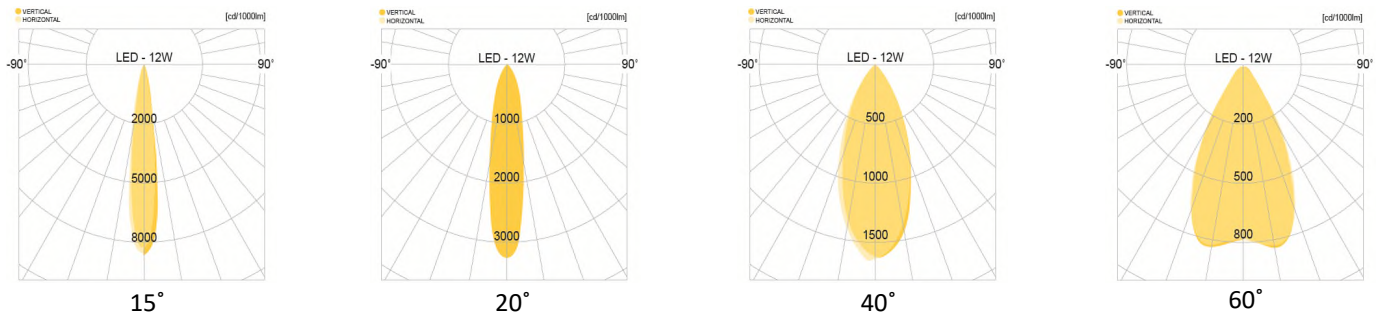 VERTICAL
HORIZONTAL
[cd/1000lm]
-90°
LED - 12W
90°
2000
5000
8000
15°
VERTICAL
HORIZONTAL
[cd/1000lm]
-90°
LED - 12W
90°
1000
2000
3000
20°
VERTICAL
HORIZONTAL
[cd/1000lm]
-90°
LED - 12W
90°
500
1000
1500
40°
VERTICAL
HORIZONTAL
[cd/1000lm]
-90°
LED - 12W
90°
200
500
800
60°